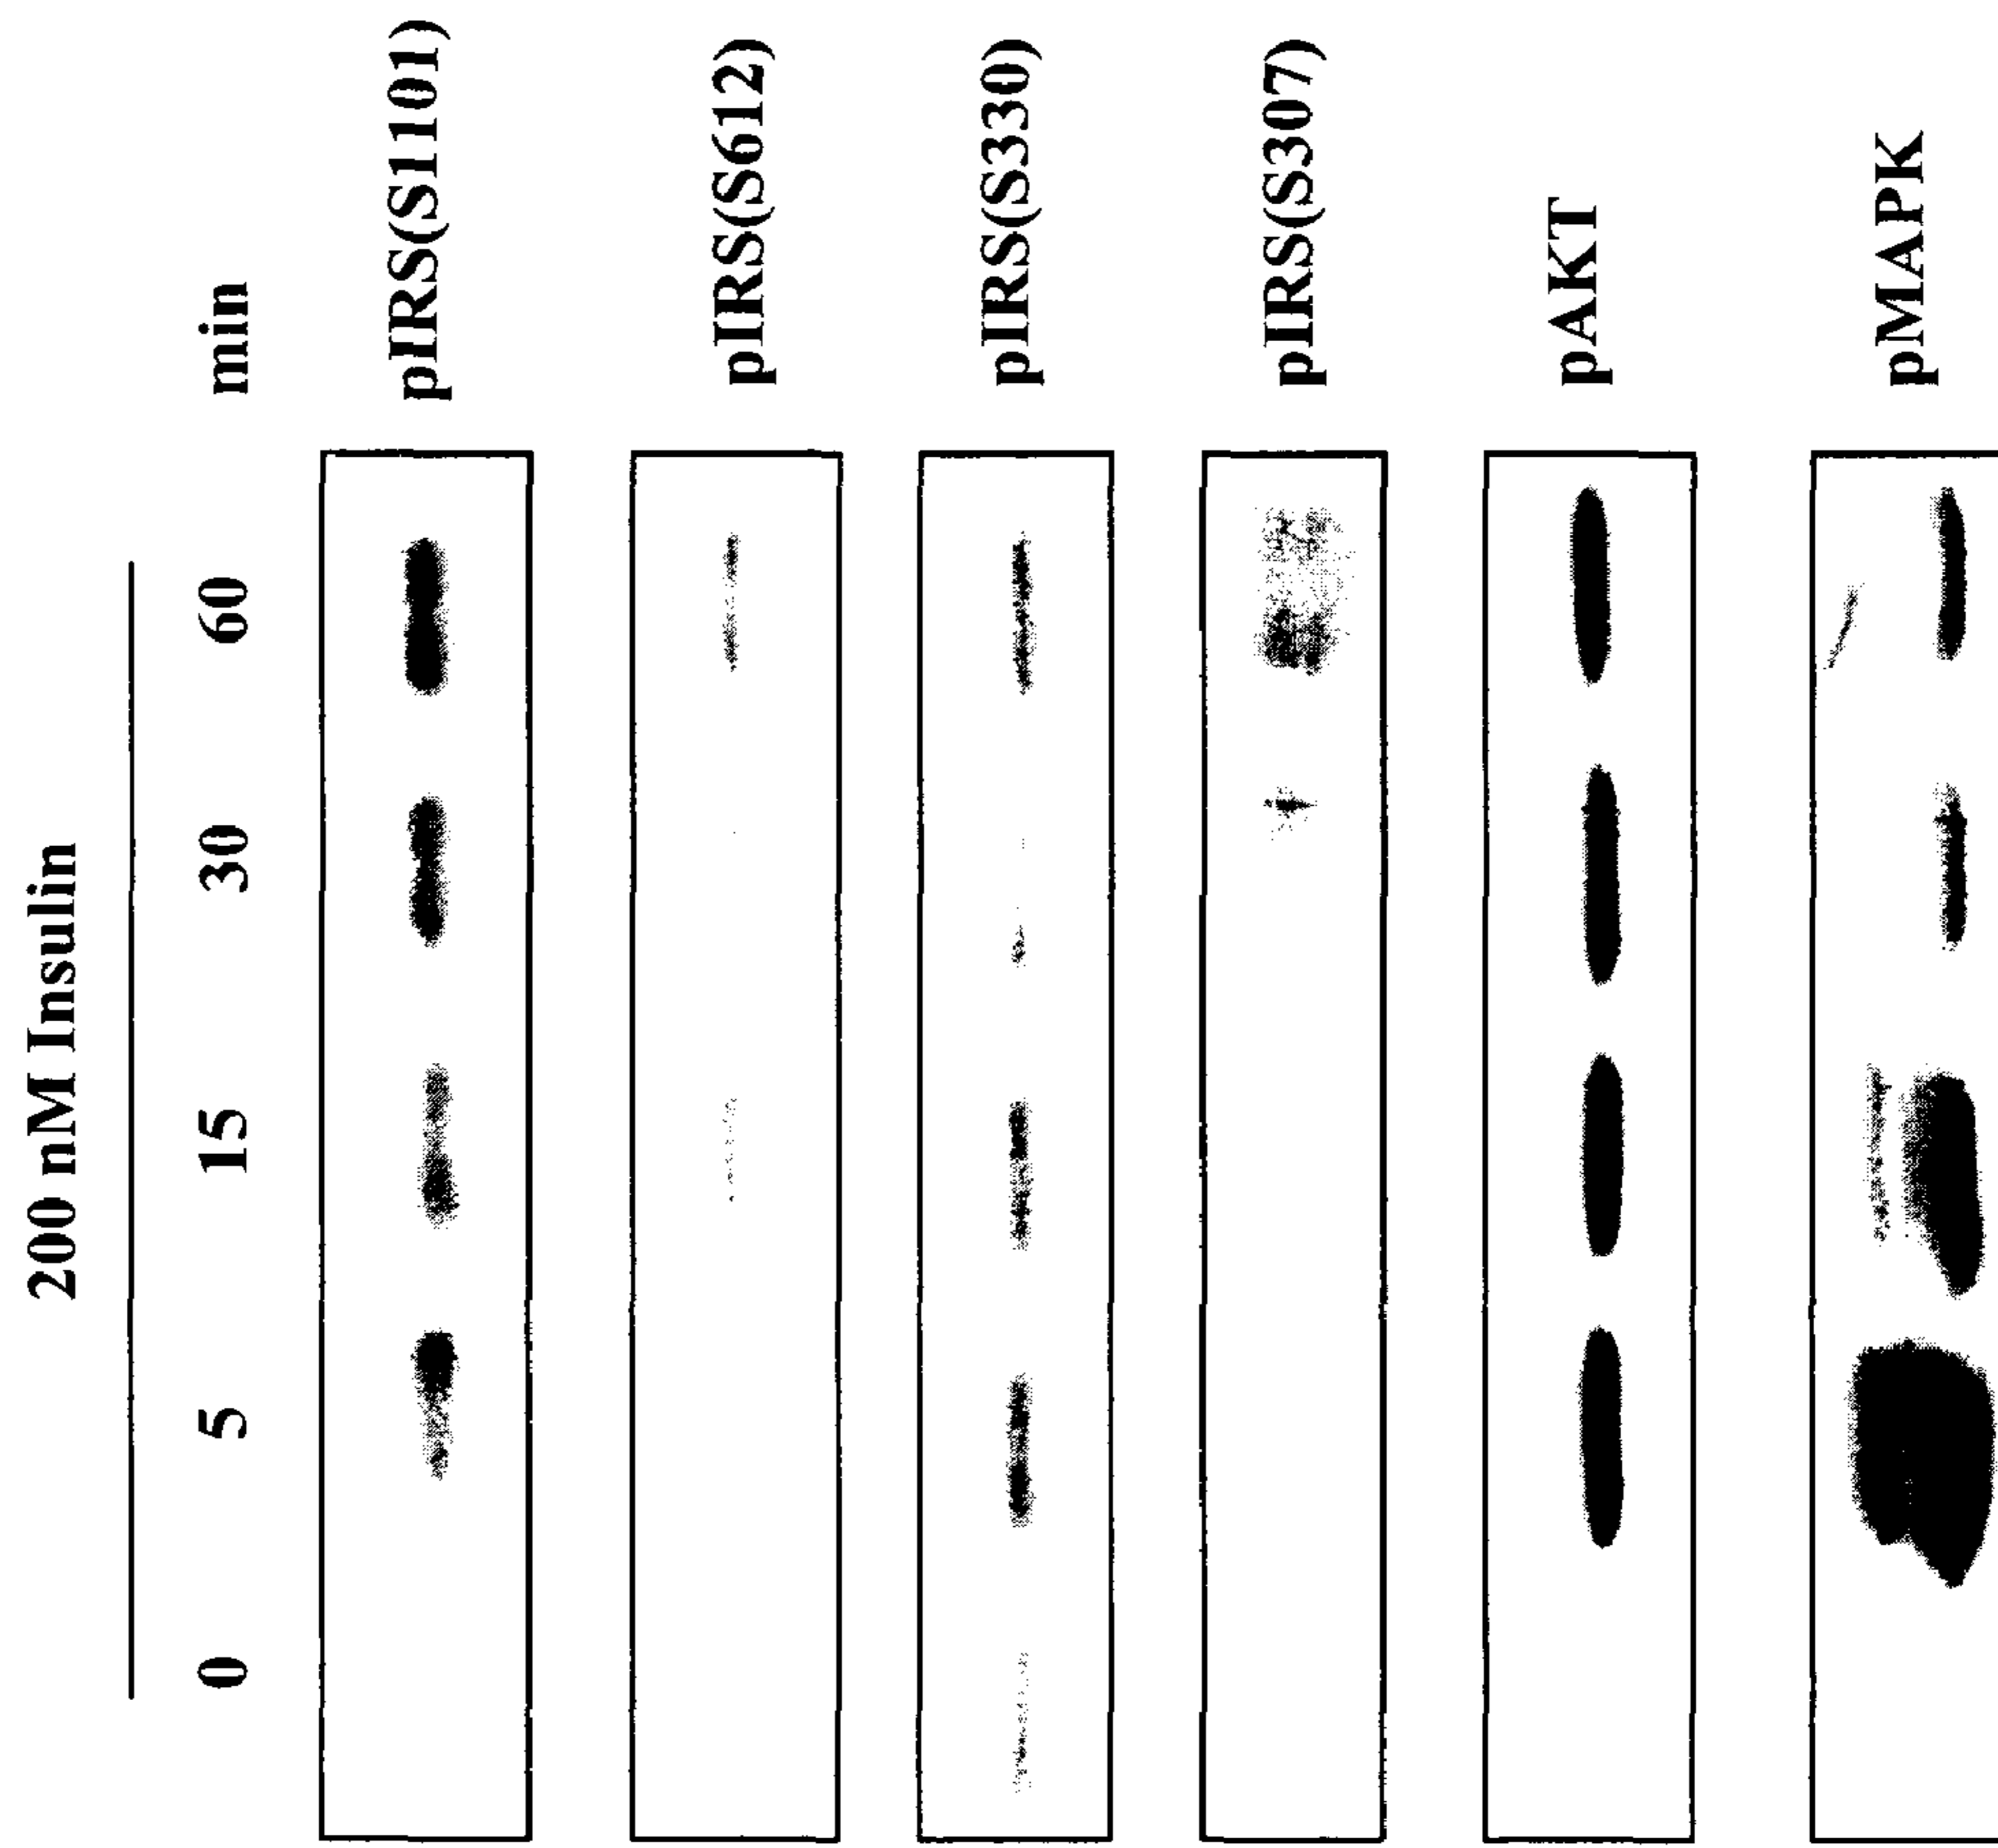 200 nM Insulin
0 5 15 30 60 min
pIRS(S1101)
pIRS(S612)
pIRS(S330)
pIRS(S307)
pAKT
pMAPK